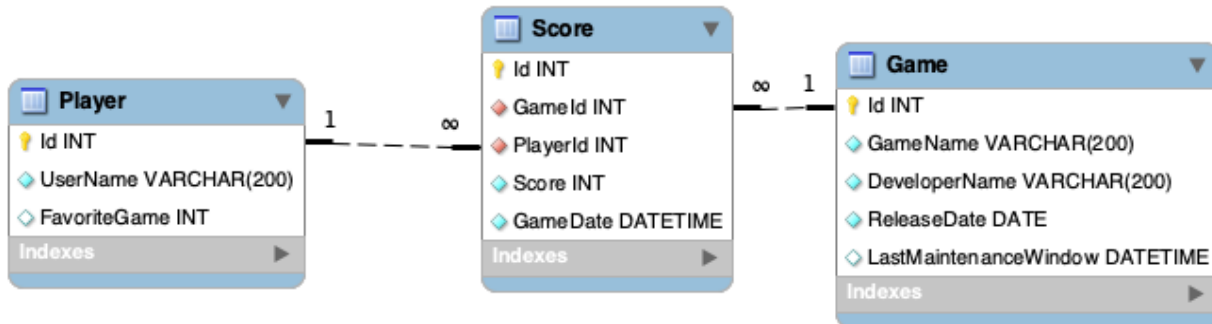 Player
Id INT
UserName VARCHAR(200)
FavoriteGame INT
Indexes
1
∞
Score
Id INT
GameId INT
PlayerId INT
Score INT
GameDate DATETIME
Indexes
∞
1
Game
Id INT
GameName VARCHAR(200)
DeveloperName VARCHAR(200)
ReleaseDate DATE
LastMaintenanceWindow DATETIME
Indexes